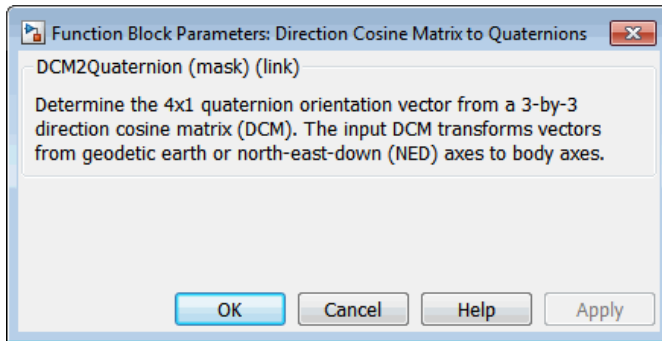 Function Block Parameters: Direction Cosine Matrix to Quaternions
DCM2Quaternion (mask) (link)
Determine the 4x1 quaternion orientation vector from a 3-by-3
direction cosine matrix (DCM). The input DCM transforms vectors
from geodetic earth or north-east-down (NED) axes to body axes.
OK Cancel Help Apply